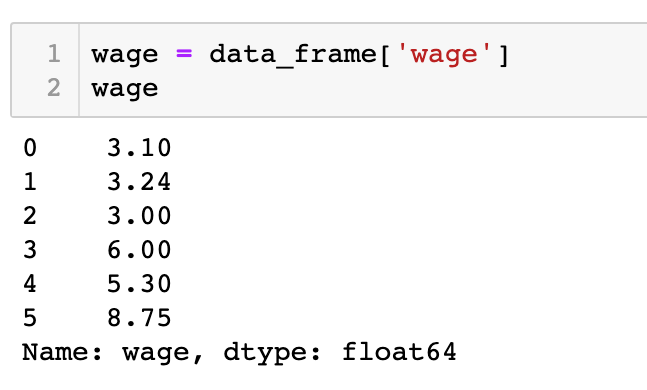 1 wage = data_frame['wage']
2 wage
0 3.10
1 3.24
2 3.00
3 6.00
4 5.30
5 8.75
Name: wage, dtype: float64